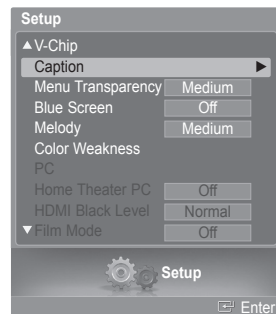 Setup
▲V-Chip
Caption ►
Menu Transparency Medium
Blue Screen Off
Melody Medium
Color Weakness
PC
Home Theater PC Off
HDMI Black Level Normal
▼Film Mode Off
Setup
Enter